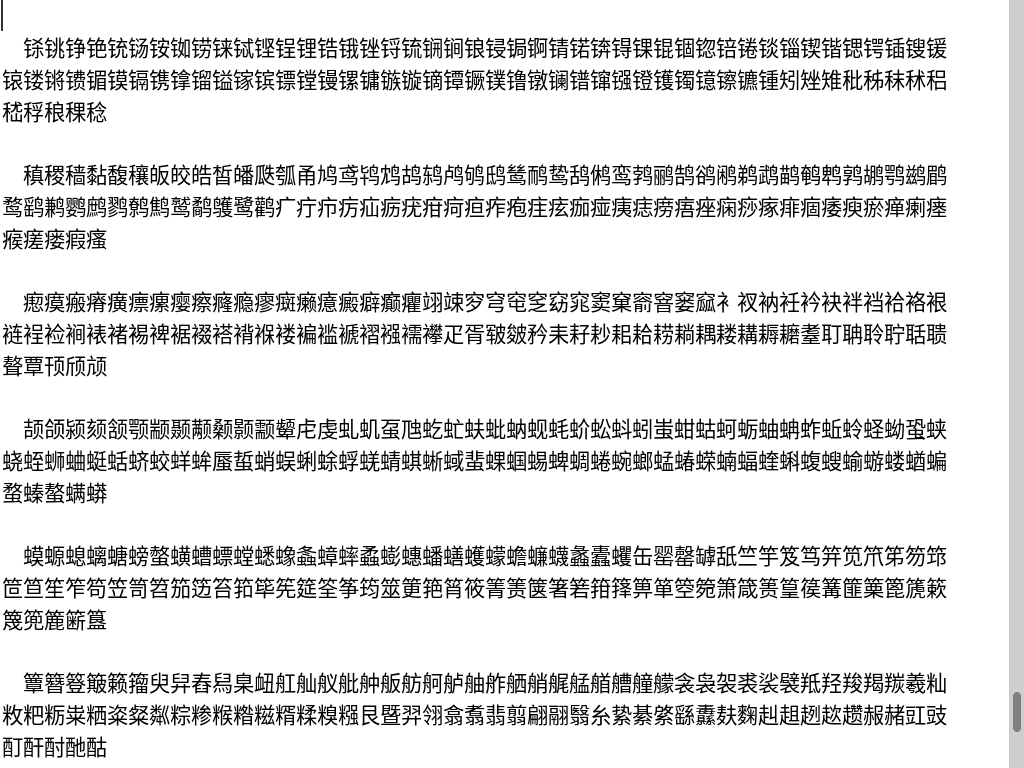 铩铫铮铯铳铴铵铷铹铼铽铿锃锂锆锇锉锊锍锎锏锒锓锔锕锖锘锛锝锞锟锢锪锫锩锬锱锲锴锶锷锸锼锾
锿镂锵镄镅镆镉镌镎镏镒镓镔镖镗镘镙镛镞镟镝镡镢镤镥镦镧镨镩镪镫镬镯镱镲镳锺矧矬雉秕秭秣秫稆
嵇稃稂稞稔
稹稷穑黏馥穰皈皎皓皙皤瓞瓠甬鸠鸢鸨鸩鸪鸫鸬鸲鸱鸶鸸鸷鸹鸺鸾鹁鹂鹄鹆鹇鹈鹉鹋鹌鹎鹑鹕鹗鹚鹛
鹜鹞鹣鹦鹧鹨鹩鹪鹫鹬鹱鹭鹳疒疔疖疠疝疬疣疳疴疸痄疱疰痃痂痖痍痣痨痦痤痫痧瘃痱痼痿瘐瘀瘅瘌瘗
瘊瘥瘘瘕瘙
瘛瘼瘢瘠癀瘭瘰瘿瘵癃瘾瘳癍癞癔癜癖癫癯翊竦穸穹窀窆窈窕窦窠窬窨窭窳衤衩衲衽衿袂袢裆袷袼裉
裢裎裣裥裱褚裼裨裾裰褡褙褓褛褊褴褫褶襁襦襻疋胥皲皴矜耒耔耖耜耠耢耥耦耧耩耨耱耋耵聃聆聍聒聩
聱覃顸颀颃
颉颌颍颏颔颚颛颞颟颡颢颥颦虍虔虬虮虿虺虼虻蚨蚍蚋蚬蚝蚧蚣蚪蚓蚩蚶蛄蚵蛎蚰蚺蚱蚯蛉蛏蚴蛩蛱
蛲蛭蛳蛐蜓蛞蛴蛟蛘蛑蜃蜇蛸蜈蜊蜍蜉蜣蜻蜞蜥蜮蜚蜾蝈蜴蜱蜩蜷蜿螂蜢蝽蝾蝻蝠蝰蝌蝮螋蝓蝣蝼蝤蝙
蝥螓螯螨蟒
蟆螈螅螭螗螃螫蟥螬螵螳蟋蟓螽蟑蟀蟊蟛蟪蟠蟮蠖蠓蟾蠊蠛蠡蠹蠼缶罂罄罅舐竺竽笈笃笄笕笊笫笏筇
笸笪笙笮笱笠笥笤笳笾笞筘筚筅筵筌筝筠筮筻筢筲筱箐箦箧箸箬箝箨箅箪箜箢箫箴篑篁篌篝篚篥篦篪簌
篾篼簏簖簋
簟簪簦簸籁籀臾舁舂舄臬衄舡舢舣舭舯舨舫舸舻舳舴舾艄艉艋艏艚艟艨衾袅袈裘裟襞羝羟羧羯羰羲籼
敉粑粝粜粞粢粲粼粽糁糇糌糍糈糅糗糨艮暨羿翎翕翥翡翦翩翮翳糸絷綦綮繇纛麸麴赳趄趔趑趱赧赭豇豉
酊酐酎酏酤